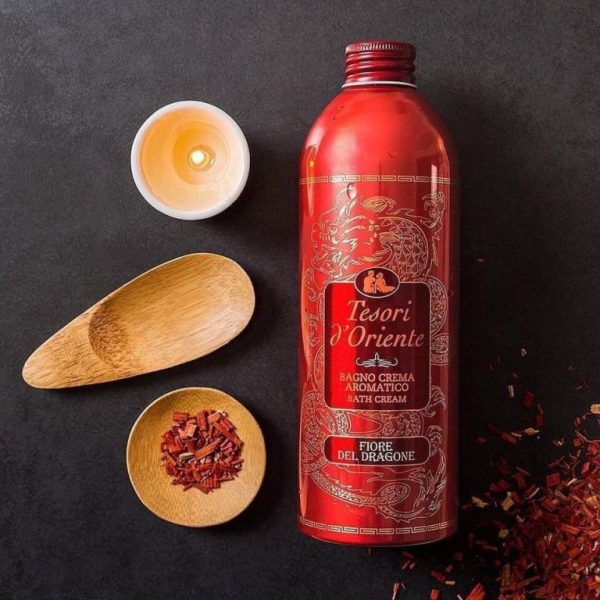 Tesori
d'Oriente
BAGNO CREMA
AROMATICO
BATH CREAM
FIORE
DEL DRAGONE